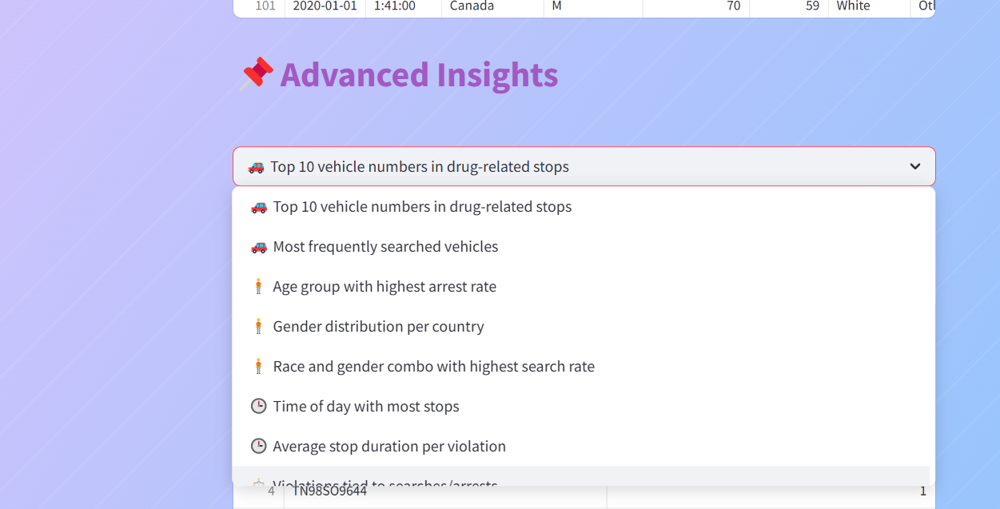 101 2020-01-01 1:41:00 Canada M 70 59 White Otl
Advanced Insights
Top 10 vehicle numbers in drug-related stops
Top 10 vehicle numbers in drug-related stops
Most frequently searched vehicles
Age group with highest arrest rate
Gender distribution per country
Race and gender combo with highest search rate
Time of day with most stops
Average stop duration per violation
Violations tied to searches/arrests
4 TN98SO9644 1